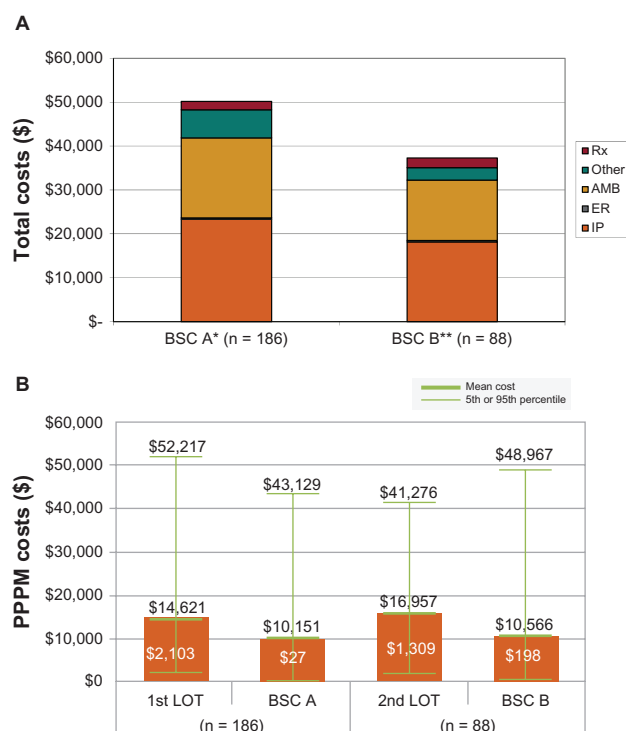 A
Total costs ($)
$60,000
$50,000
$40,000
$30,000
$20,000
$10,000
$-
BSC A* (n = 186)
BSC B** (n = 88)
Rx
Other
AMB
ER
IP
B
Mean cost
5th or 95th percentile
PPPM costs ($)
$60,000
$50,000
$40,000
$30,000
$20,000
$10,000
$0
$52,217
$43,129
$41,276
$48,967
$14,621
$10,151
$16,957
$10,566
$2,103
$27
$1,309
$198
1st LOT
BSC A
2nd LOT
BSC B
(n = 186)
(n = 88)